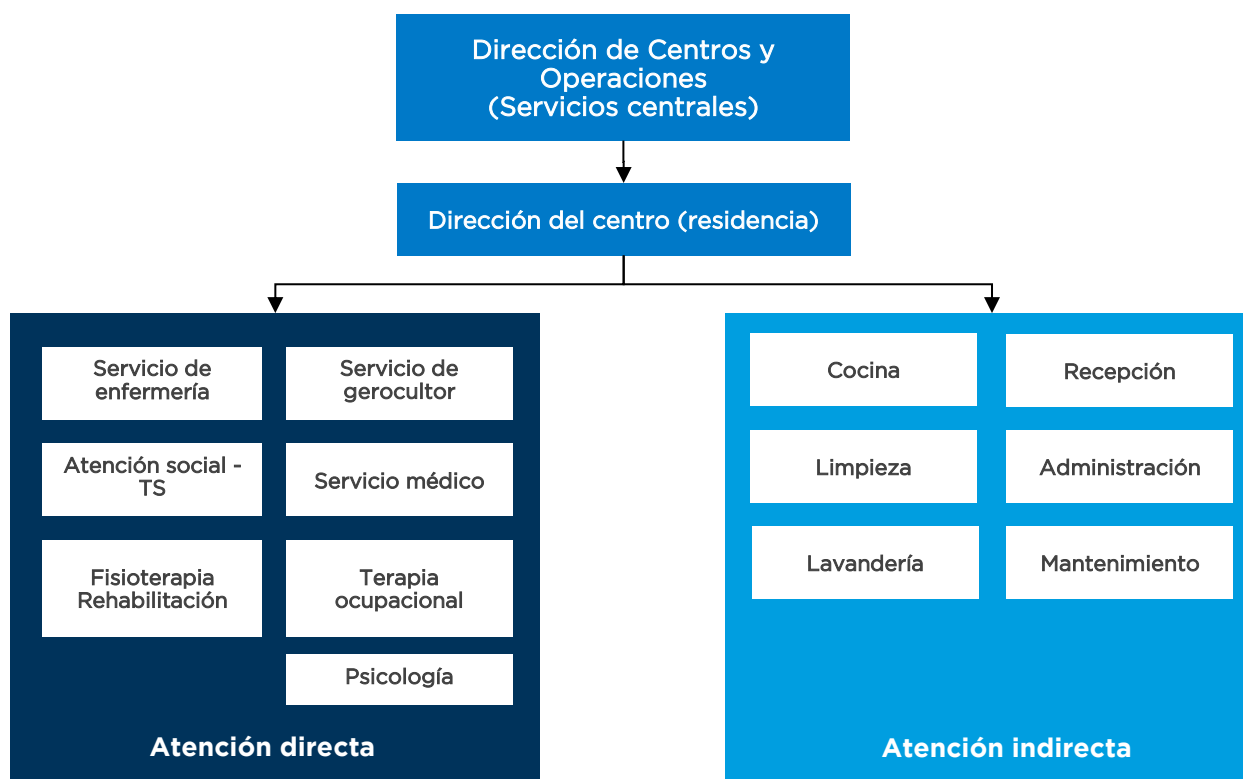 Dirección de Centros y
Operaciones
(Servicios centrales)
Dirección del centro (residencia)
Servicio de
enfermería
Servicio de
gerocultor
Atención social -
TS
Servicio médico
Fisioterapia
Rehabilitación
Terapia
ocupacional
Psicología
Atención directa
Cocina
Recepción
Limpieza
Administración
Lavandería
Mantenimiento
Atención indirecta